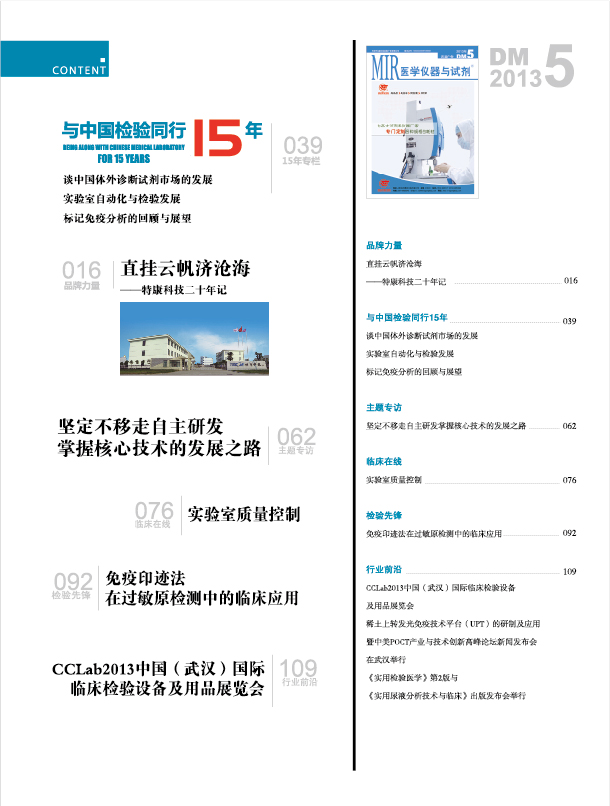 CONTENT
与中国检验同行 15 年
BEING ALONG WITH CHINESE MEDICAL LABORATORY
FOR 15 YEARS
039
15年专栏
谈中国体外诊断试剂市场的发展
实验室自动化与检验发展
标记免疫分析的回顾与展望
016
品牌力量
直挂云帆济沧海
——特康科技二十年记
坚定不移走自主研发
掌握核心技术的发展之路
062
主题专访
076
临床在线
实验室质量控制
092
检验先锋
免疫印迹法
在过敏原检测中的临床应用
CCLab2013中国（武汉）国际
临床检验设备及用品展览会
109
行业前沿
DM 5
MIR 医学仪器与试剂
DM
2013 5
品牌力量
直挂云帆济沧海
——特康科技二十年记 016
与中国检验同行15年 039
谈中国体外诊断试剂市场的发展
实验室自动化与检验发展
标记免疫分析的回顾与展望
主题专访
坚定不移走自主研发掌握核心技术的发展之路 062
临床在线
实验室质量控制 076
检验先锋
免疫印迹法在过敏原检测中的临床应用 092
行业前沿 109
CCLab2013中国（武汉）国际临床检验设备
及用品展览会
稀土上转发光免疫技术平台（UPT）的研制及应用
暨中美POCT产业与技术创新高峰论坛新闻发布会
在武汉举行
《实用检验医学》第2版与
《实用尿液分析技术与临床》出版发布会举行